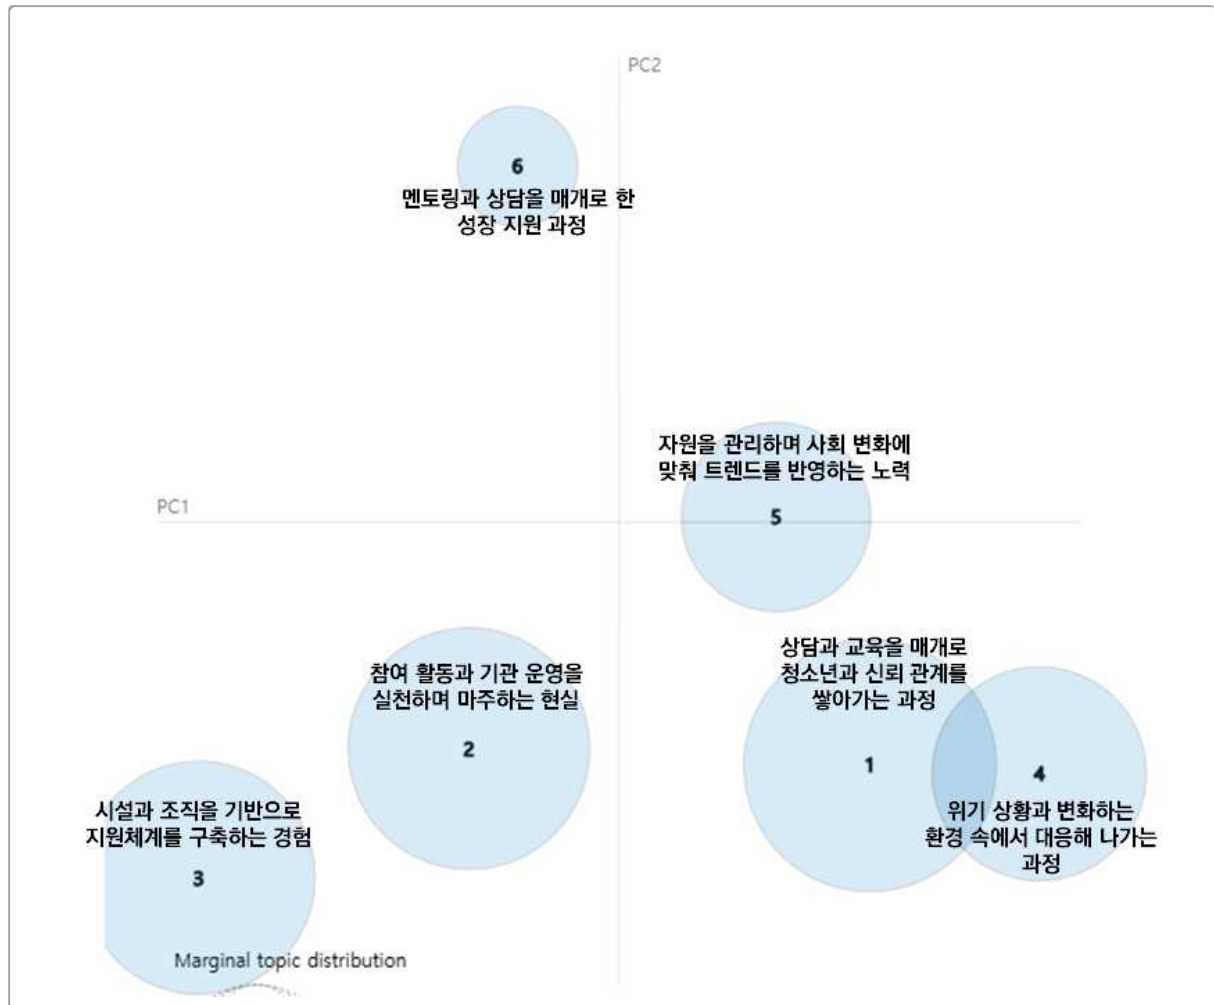 PC2
6
멘토링과 상담을 매개로 한
성장 지원 과정
자원을 관리하며 사회 변화에
맞춰 트렌드를 반영하는 노력
PC1
5
상담과 교육을 매개로
청소년과 신뢰 관계를
쌓아가는 과정
참여 활동과 기관 운영을
실천하며 마주하는 현실
2
1
4
위기 상황과 변화하는
환경 속에서 대응해 나가는
과정
시설과 조직을 기반으로
지원체계를 구축하는 경험
3
Marginal topic distribution